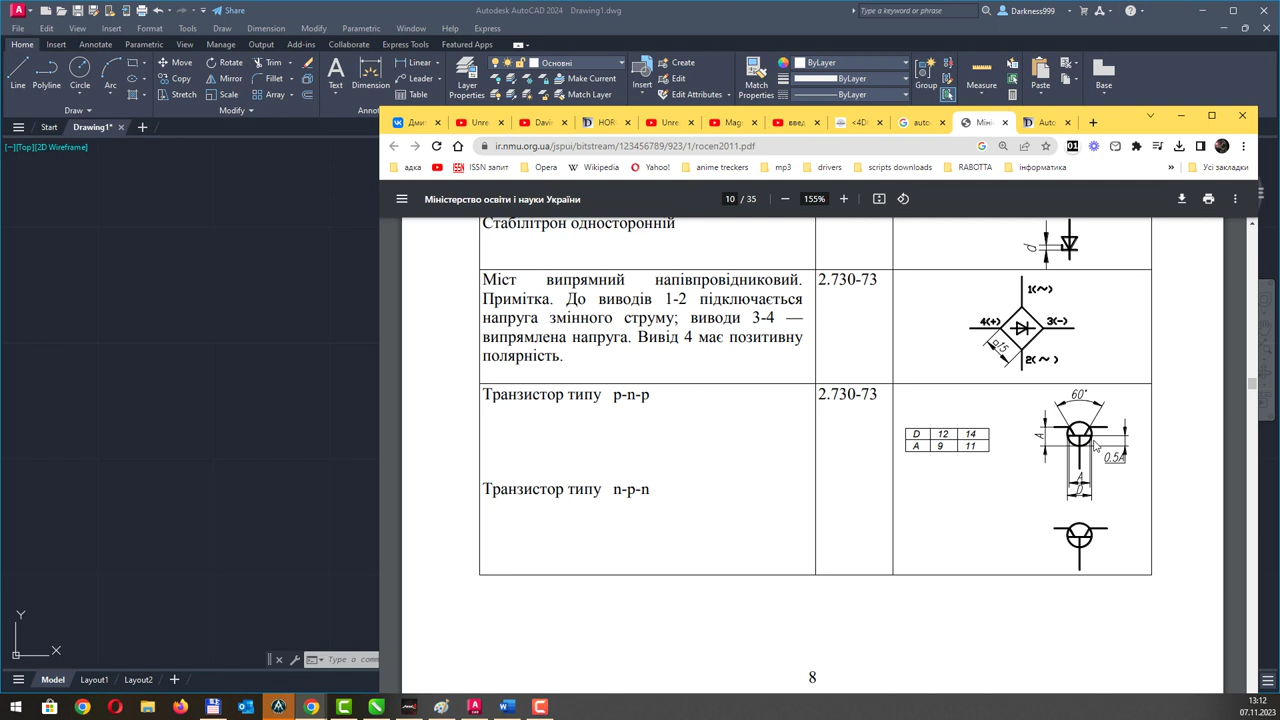 Share
Autodesk AutoCAD 2024 Drawing1.dwg
Type a keyword or phrase
Darkness999
File Edit View Insert Format Tools Draw Dimension Modify Parametric Window Help Express
Home Insert Annotate Parametric View Manage Output Add-ins Collaborate Express Tools Featured Apps
Line Polyline Circle Arc
Move Rotate Trim
Copy Mirror Fillet
Stretch Scale Array
Text Dimension
Linear
Leader
Table
Layer Properties
Основні
Make Current
Match Layer
Insert
Create
Edit
Edit Attributes
Match Properties
ByLayer
ByLayer
ByLayer
Group
Measure
Paste
Base
Draw Modify
Start Drawing1*
[-][Top][2D Wireframe]
ir.nmu.org.ua/jspui/bitstream/123456789/923/1/rocen2011.pdf
адка ISSN запит Opera Wikipedia Yahoo! anime treckers mp3 drivers scripts downloads RABOTTA інформатика » Усі закладки
Міністерство освіти і науки України
10 / 35
155%
Стабілітрон односторонній
d
Міст випрямний напівпровідниковий.
Примітка. До виводів 1-2 підключається
напруга змінного струму; виводи 3-4 —
випрямлена напруга. Вивід 4 має позитивну
полярність.
2.730-73
1(~)
4(+)
3(-)
2(~)
□15
Транзистор типу p-n-p
2.730-73
D 12 14
A 9 11
60°
A
0.5A
A
D
Транзистор типу n-p-n
8
Y
X
Model Layout1 Layout2
13:12
07.11.2023